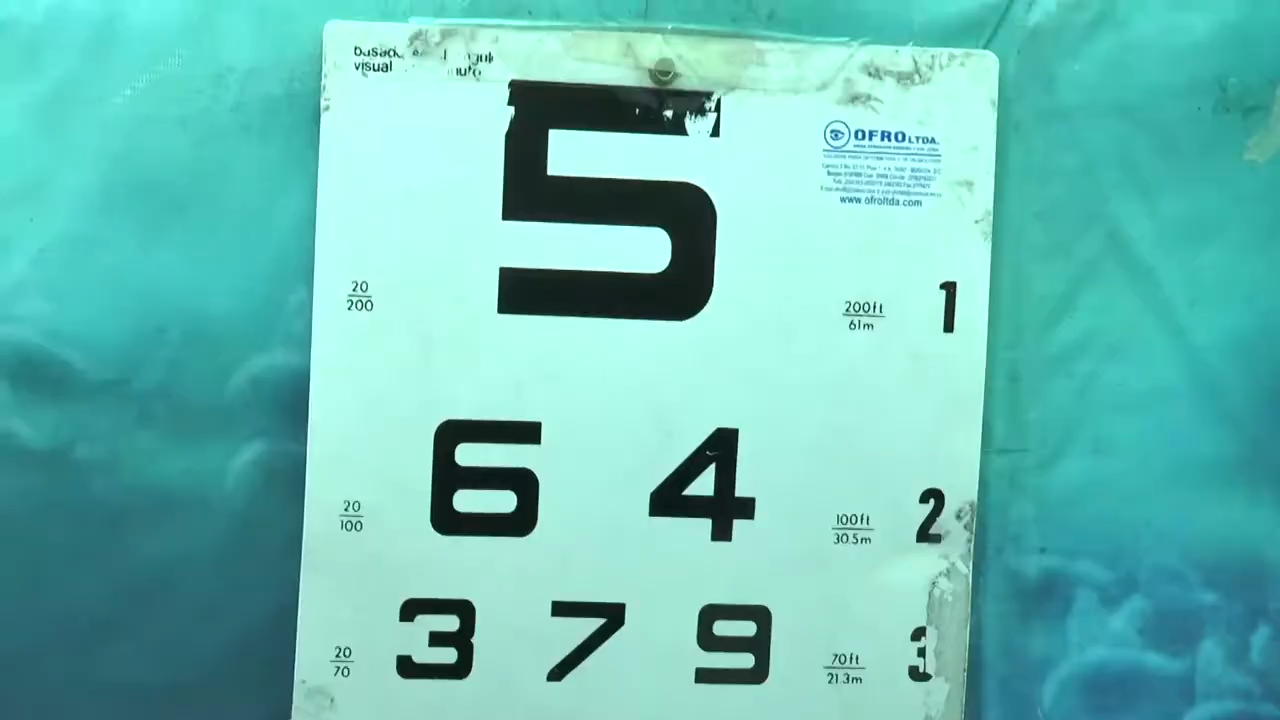 visual
5
OFRO LTDA.
www.ofroltda.com
20/200
200ft/61m
1
6 4
20/100
100ft/30.5m
2
3 7 9
20/70
70ft/21.3m
3